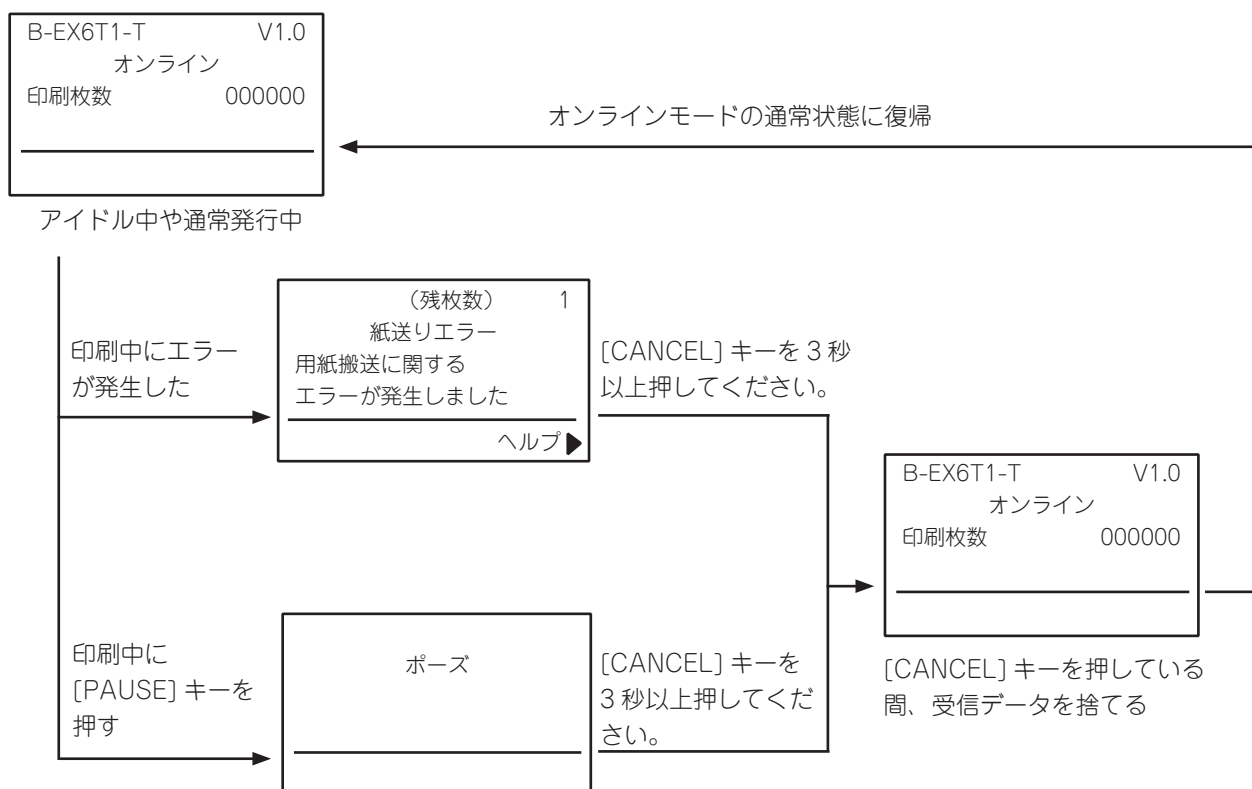 B-EX6T1-T V1.0
オンライン
印刷枚数 000000
オンラインモードの通常状態に復帰
アイドル中や通常発行中
印刷中にエラー
が発生した
（残枚数） 1
紙送りエラー
用紙搬送に関する
エラーが発生しました
ヘルプ▶
[CANCEL] キーを 3 秒
以上押してください。
B-EX6T1-T V1.0
オンライン
印刷枚数 000000
印刷中に
[PAUSE] キーを
押す
ポーズ
[CANCEL] キーを
3 秒以上押してくだ
さい。
[CANCEL] キーを押している
間、受信データを捨てる